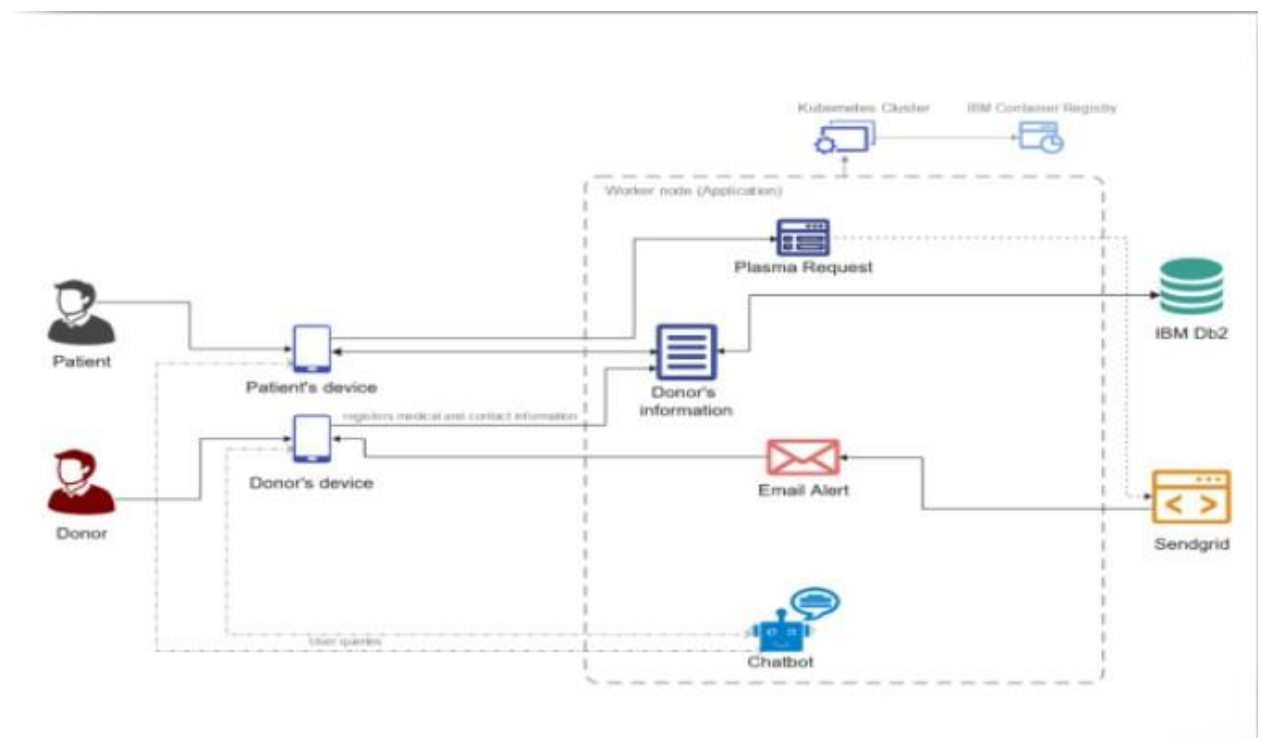 Kubernetes Cluster
IBM Container Registry
Worker node (Application)
Plasma Request
IBM Db2
Patient
Patient's device
Donor's
information
registers medical and contact information
Donor's device
Email Alert
Donor
Sendgrid
User queries
Chatbot